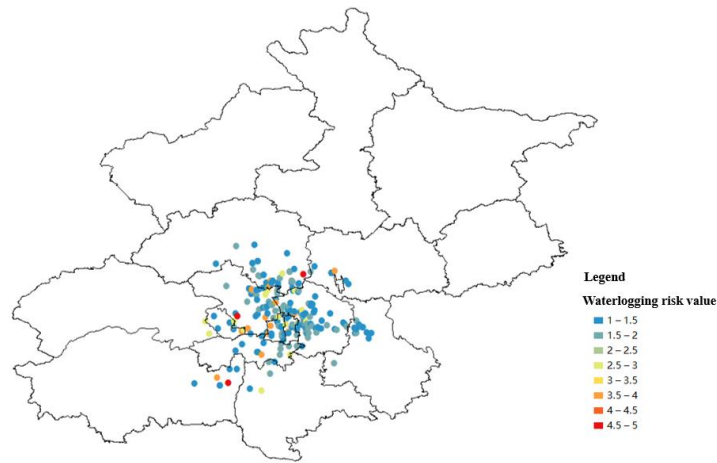 Legend
Waterlogging risk value
1 – 1.5
1.5 – 2
2 – 2.5
2.5 – 3
3 – 3.5
3.5 – 4
4 – 4.5
4.5 – 5